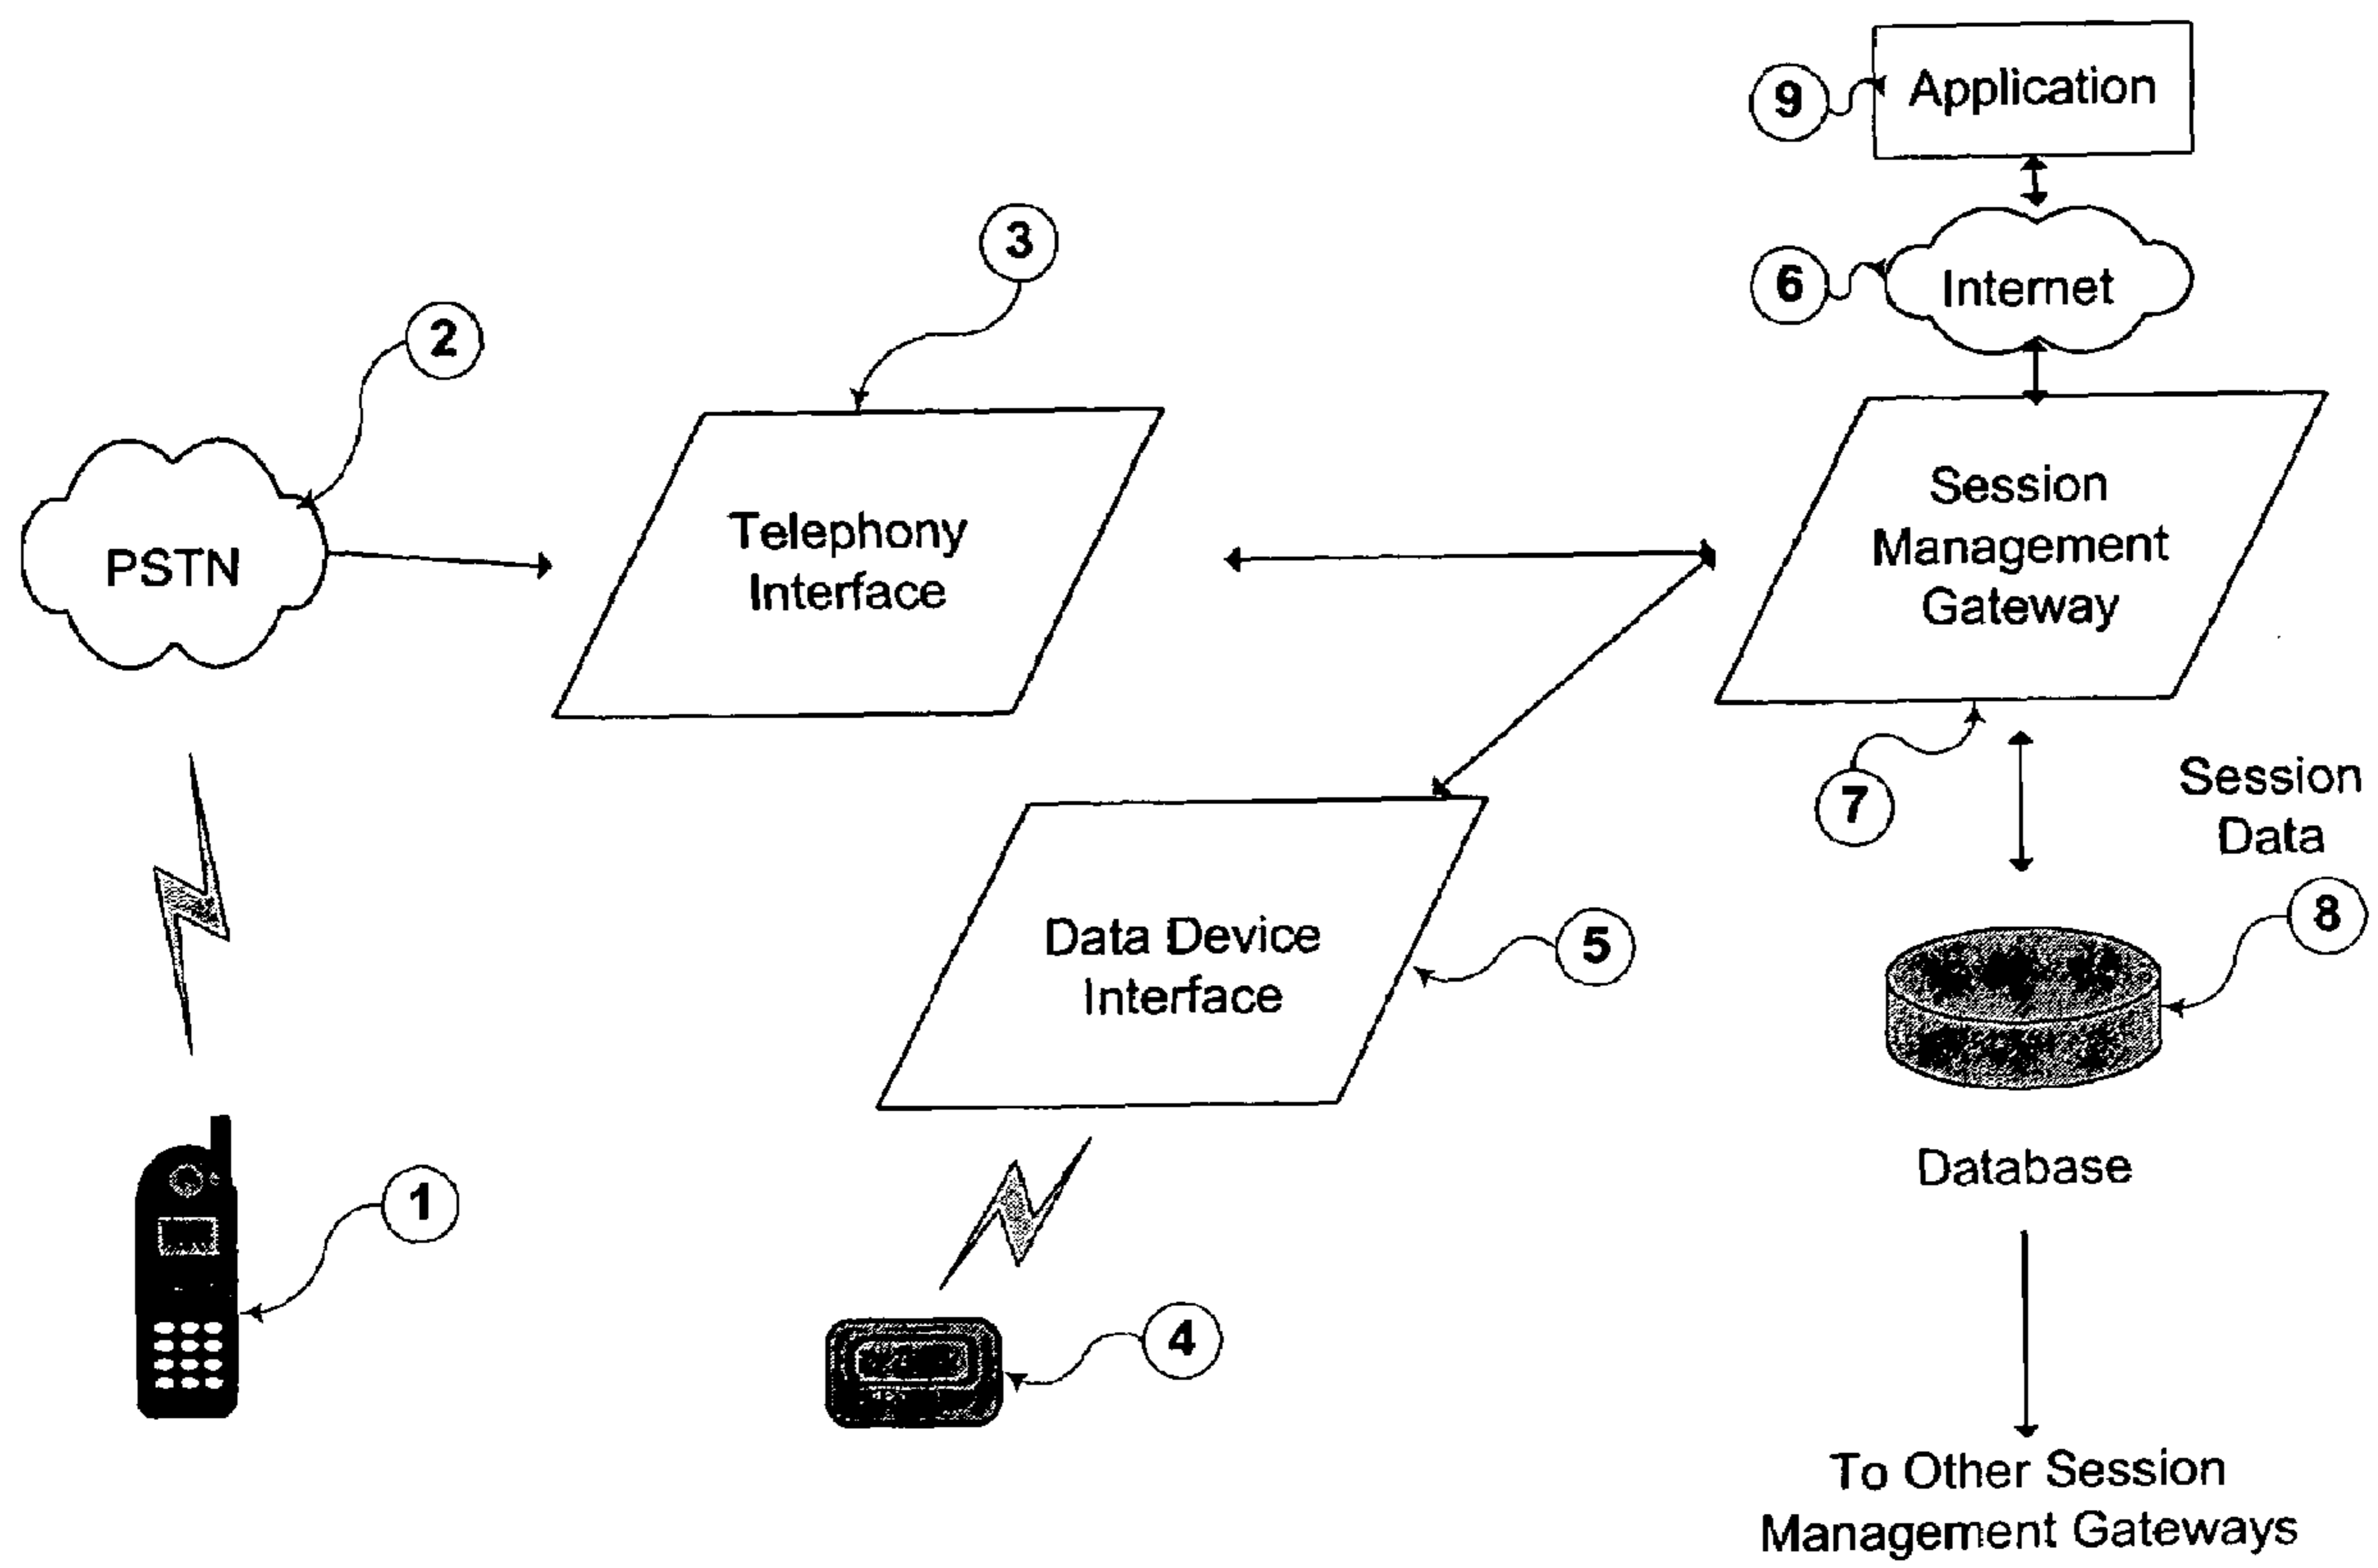 9
Application
6
Internet
3
2
PSTN
Telephony
Interface
Session
Management
Gateway
7
Session
Data
8
Data Device
Interface
5
Database
1
4
To Other Session
Management Gateways